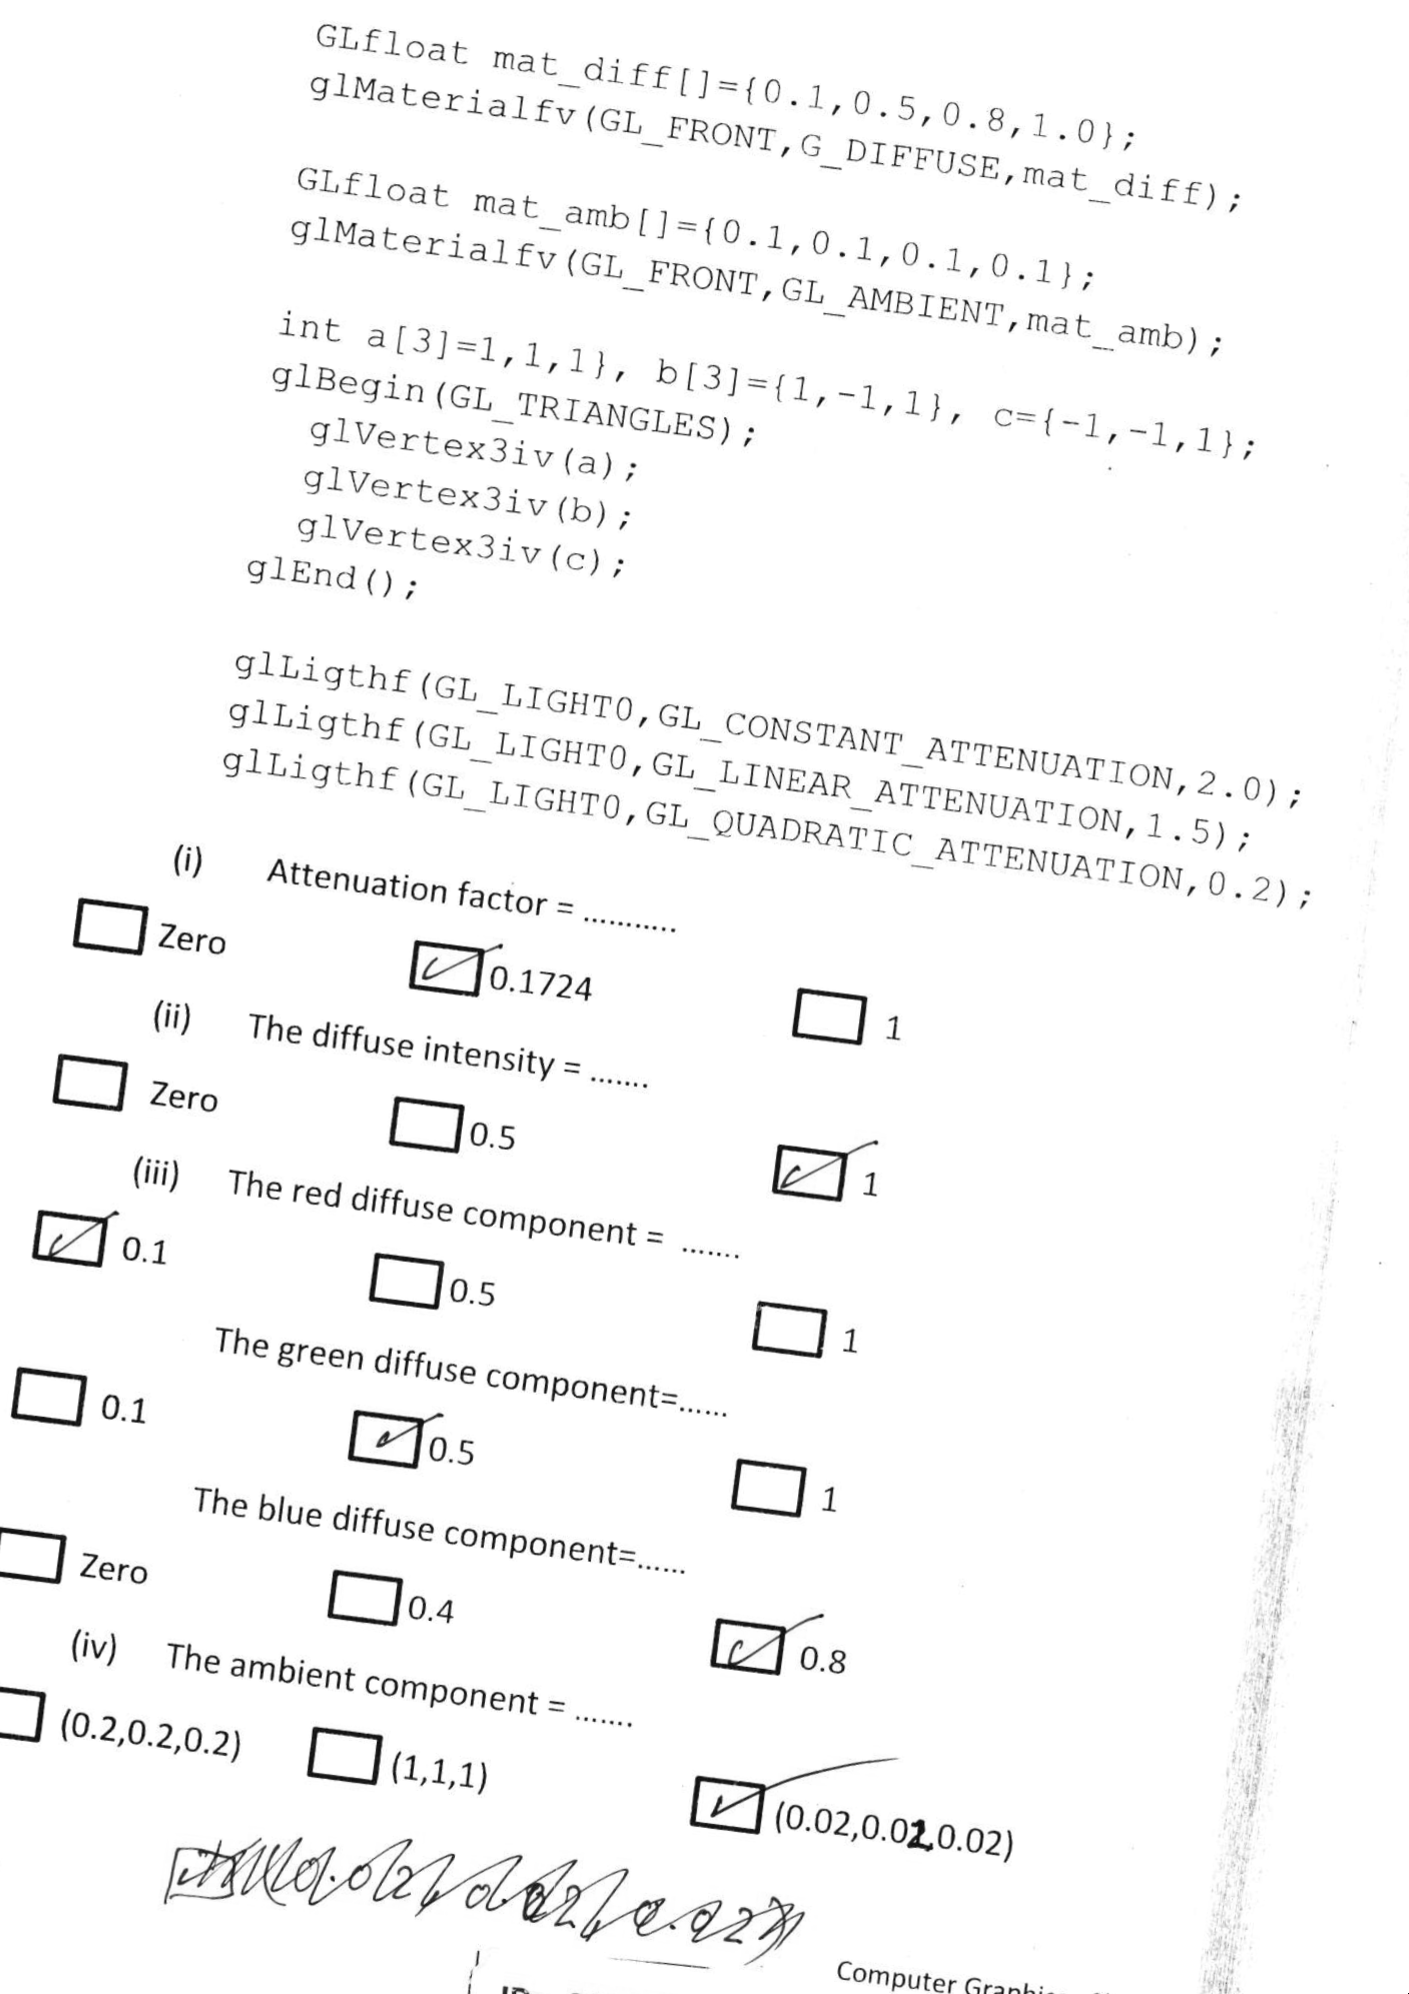 GLfloat mat_diff[]={0.1,0.5,0.8,1.0};
glMaterialfv(GL_FRONT,G_DIFFUSE,mat_diff);
GLfloat mat_amb[]={0.1,0.1,0.1,0.1};
glMaterialfv(GL_FRONT,GL_AMBIENT,mat_amb);
int a[3]=1,1,1}, b[3]={1,-1,1}, c={-1,-1,1};
glBegin(GL_TRIANGLES);
glVertex3iv(a);
glVertex3iv(b);
glVertex3iv(c);
glEnd();
glLigthf(GL_LIGHT0,GL_CONSTANT_ATTENUATION,2.0);
glLigthf(GL_LIGHT0,GL_LINEAR_ATTENUATION,1.5);
glLigthf(GL_LIGHT0,GL_QUADRATIC_ATTENUATION,0.2);
(i) Attenuation factor = ...........
Zero 0.1724 1
(ii) The diffuse intensity = .......
Zero 0.5 1
(iii) The red diffuse component = .......
0.1 0.5 1
The green diffuse component=......
0.1 0.5 1
The blue diffuse component=......
Zero 0.4 0.8
(iv) The ambient component = .......
(0.2,0.2,0.2) (1,1,1) (0.02,0.02,0.02)
(0.02, 0.02, 0.02)
Computer